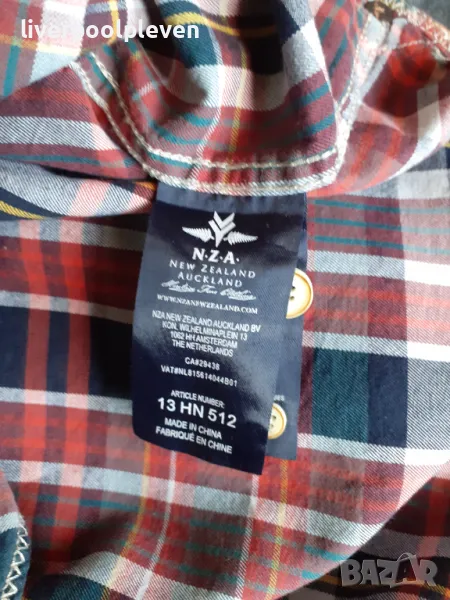 liverpoolpleven
N.Z.A.
NEW ZEALAND
AUCKLAND
WWW.NZANEWZEALAND.COM
NZA NEW ZEALAND AUCKLAND BV
KON. WILHELMINAPLEIN 13
1062 HH AMSTERDAM
THE NETHERLANDS
CA#29438
VAT#NL815614044B01
ARTICLE NUMBER:
13 HN 512
MADE IN CHINA
FABRIQUÉ EN CHINE
BAZAR